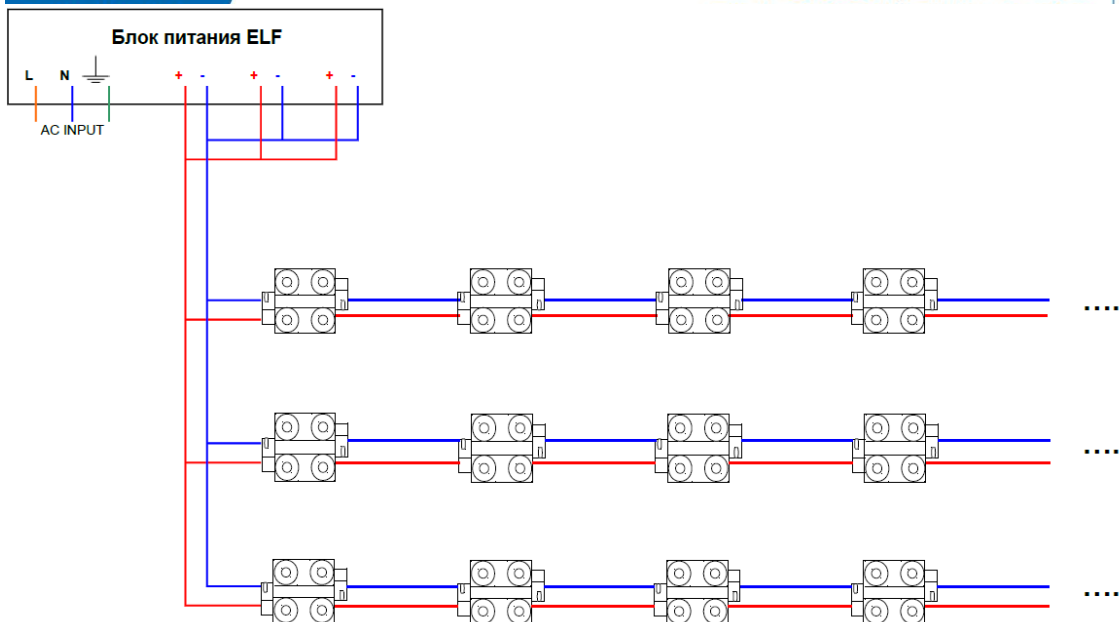 Блок питания ELF
L N + - + - + -
AC INPUT
....
....
....